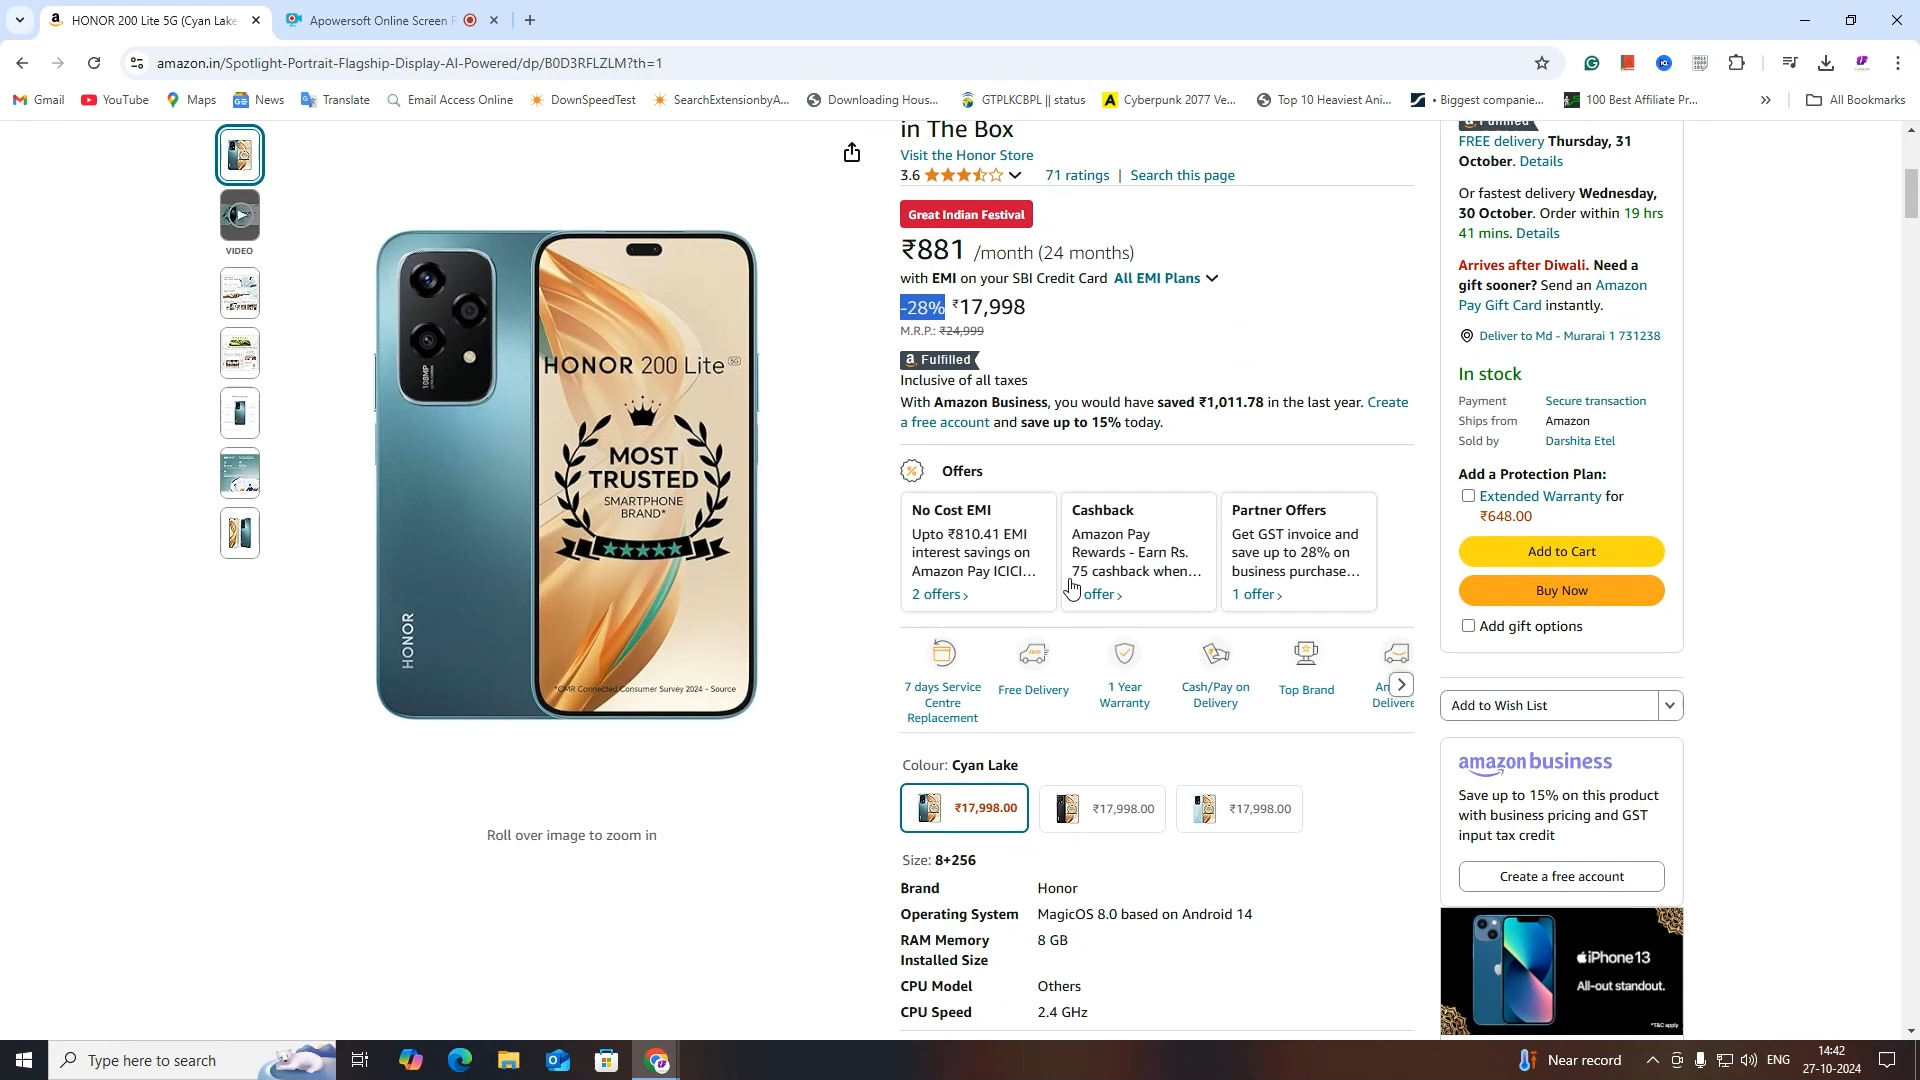 HONOR 200 Lite 5G (Cyan Lake
Apowersoft Online Screen R
amazon.in/Spotlight-Portrait-Flagship-Display-AI-Powered/dp/B0D3RFLZLM?th=1
Gmail
YouTube
Maps
News
Translate
Email Access Online
DownSpeedTest
SearchExtensionbyA...
Downloading Hous...
GTPLKCBPL || status
Cyberpunk 2077 Ve...
Top 10 Heaviest Ani...
• Biggest companie...
100 Best Affiliate Pr...
»
All Bookmarks
VIDEO
HONOR 200 Lite 5G
MOST
TRUSTED
SMARTPHONE
BRAND*
*CMR Connected Consumer Survey 2024 - Source
HONOR
108MP
Roll over image to zoom in
in The Box
Visit the Honor Store
3.6
71 ratings | Search this page
Great Indian Festival
₹881 /month (24 months)
with EMI on your SBI Credit Card All EMI Plans
-28% ₹17,998
M.R.P.: ₹24,999
a Fulfilled
Inclusive of all taxes
With Amazon Business, you would have saved ₹1,011.78 in the last year. Create
a free account and save up to 15% today.
Offers
No Cost EMI
Upto ₹810.41 EMI
interest savings on
Amazon Pay ICICI...
2 offers ›
Cashback
Amazon Pay
Rewards - Earn Rs.
75 cashback when...
offer ›
Partner Offers
Get GST invoice and
save up to 28% on
business purchase...
1 offer ›
7 days Service
Centre
Replacement
Free Delivery
1 Year
Warranty
Cash/Pay on
Delivery
Top Brand
Delivere
Colour: Cyan Lake
₹17,998.00
₹17,998.00
₹17,998.00
Size: 8+256
Brand Honor
Operating System MagicOS 8.0 based on Android 14
RAM Memory 8 GB
Installed Size
CPU Model Others
CPU Speed 2.4 GHz
a Fulfilled
FREE delivery Thursday, 31
October. Details
Or fastest delivery Wednesday,
30 October. Order within 19 hrs
41 mins. Details
Arrives after Diwali. Need a
gift sooner? Send an Amazon
Pay Gift Card instantly.
Deliver to Md - Murarai 1 731238
In stock
Payment Secure transaction
Ships from Amazon
Sold by Darshita Etel
Add a Protection Plan:
Extended Warranty for
₹648.00
Add to Cart
Buy Now
Add gift options
Add to Wish List
amazon business
Save up to 15% on this product
with business pricing and GST
input tax credit
Create a free account
iPhone 13
All-out standout.
*T&C apply
Type here to search
Near record
ENG
14:42
27-10-2024